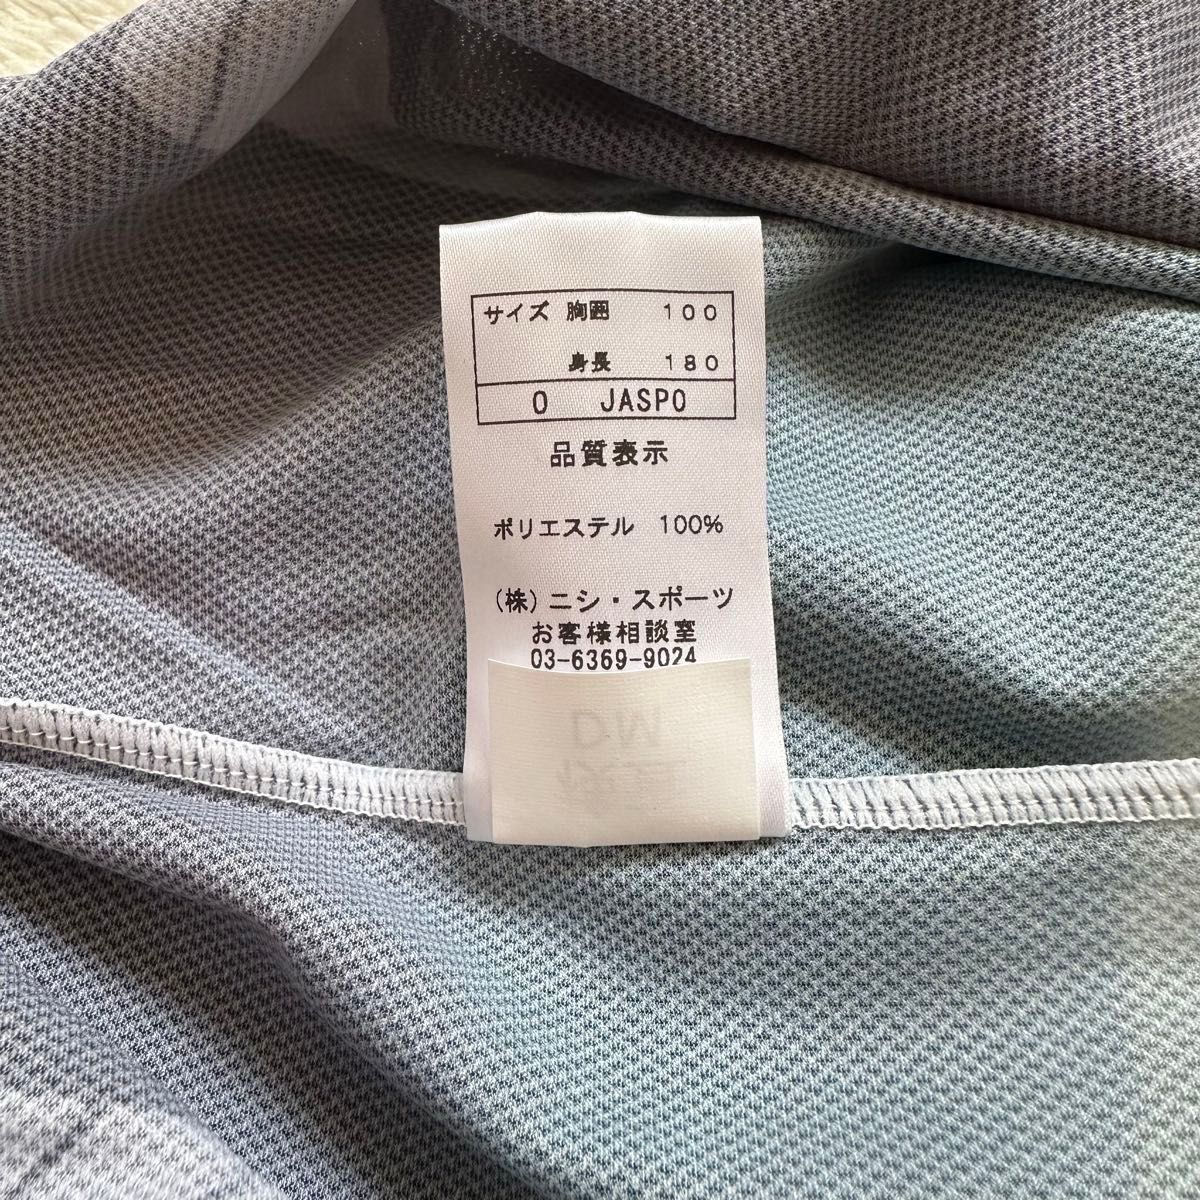 サイズ 胸囲 100
身長 180
O JASPO
品質表示
ポリエステル 100%
(株)ニシ・スポーツ
お客様相談室
03-6369-9024